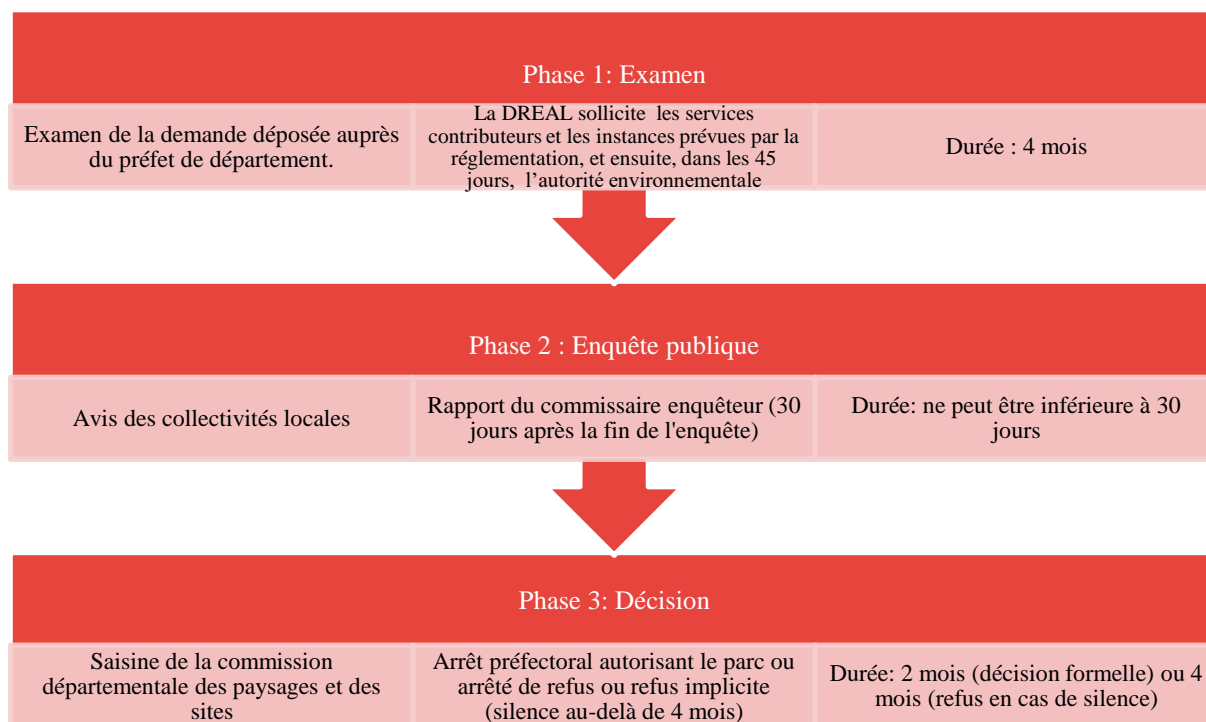 Phase 1: Examen
Examen de la demande déposée auprès
du préfet de département.
La DREAL sollicite les services
contributeurs et les instances prévues par la
réglementation, et ensuite, dans les 45
jours, l'autorité environnementale
Durée : 4 mois
Phase 2 : Enquête publique
Avis des collectivités locales
Rapport du commissaire enquêteur (30
jours après la fin de l'enquête)
Durée: ne peut être inférieure à 30
jours
Phase 3: Décision
Saisine de la commission
départementale des paysages et des
sites
Arrêt préfectoral autorisant le parc ou
arrêté de refus ou refus implicite
(silence au-delà de 4 mois)
Durée: 2 mois (décision formelle) ou 4
mois (refus en cas de silence)